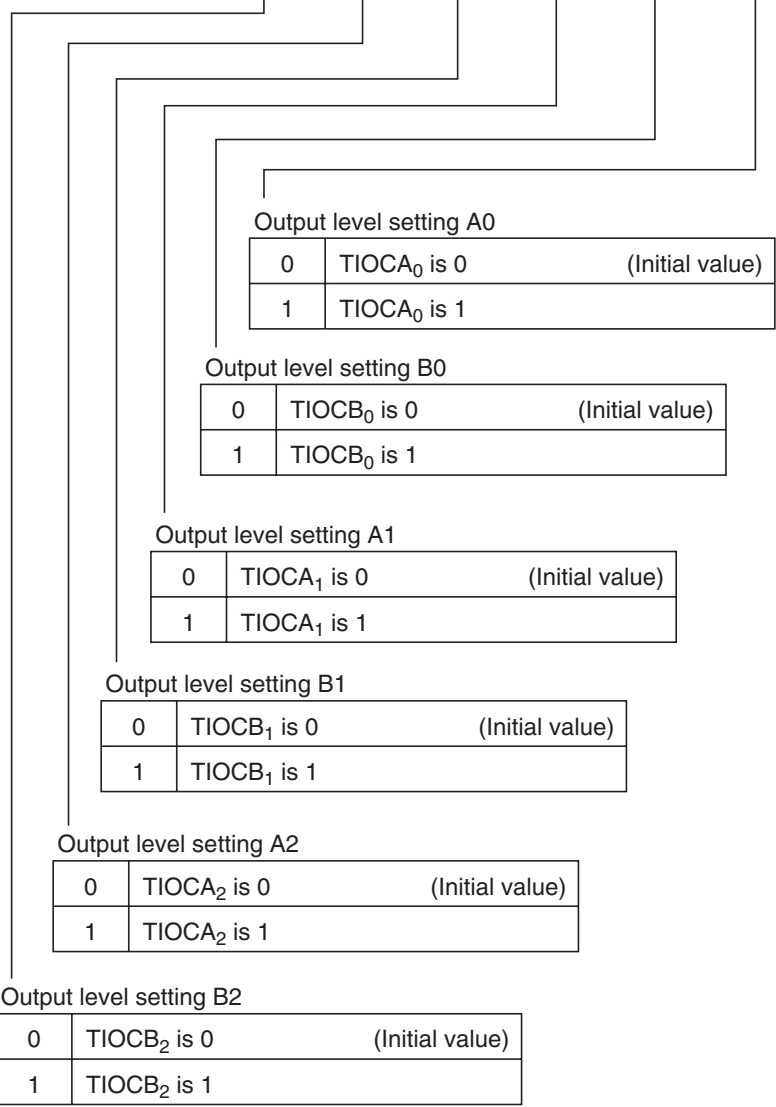 Output level setting A0
0 TIOCA₀ is 0 (Initial value)
1 TIOCA₀ is 1
Output level setting B0
0 TIOCB₀ is 0 (Initial value)
1 TIOCB₀ is 1
Output level setting A1
0 TIOCA₁ is 0 (Initial value)
1 TIOCA₁ is 1
Output level setting B1
0 TIOCB₁ is 0 (Initial value)
1 TIOCB₁ is 1
Output level setting A2
0 TIOCA₂ is 0 (Initial value)
1 TIOCA₂ is 1
Output level setting B2
0 TIOCB₂ is 0 (Initial value)
1 TIOCB₂ is 1